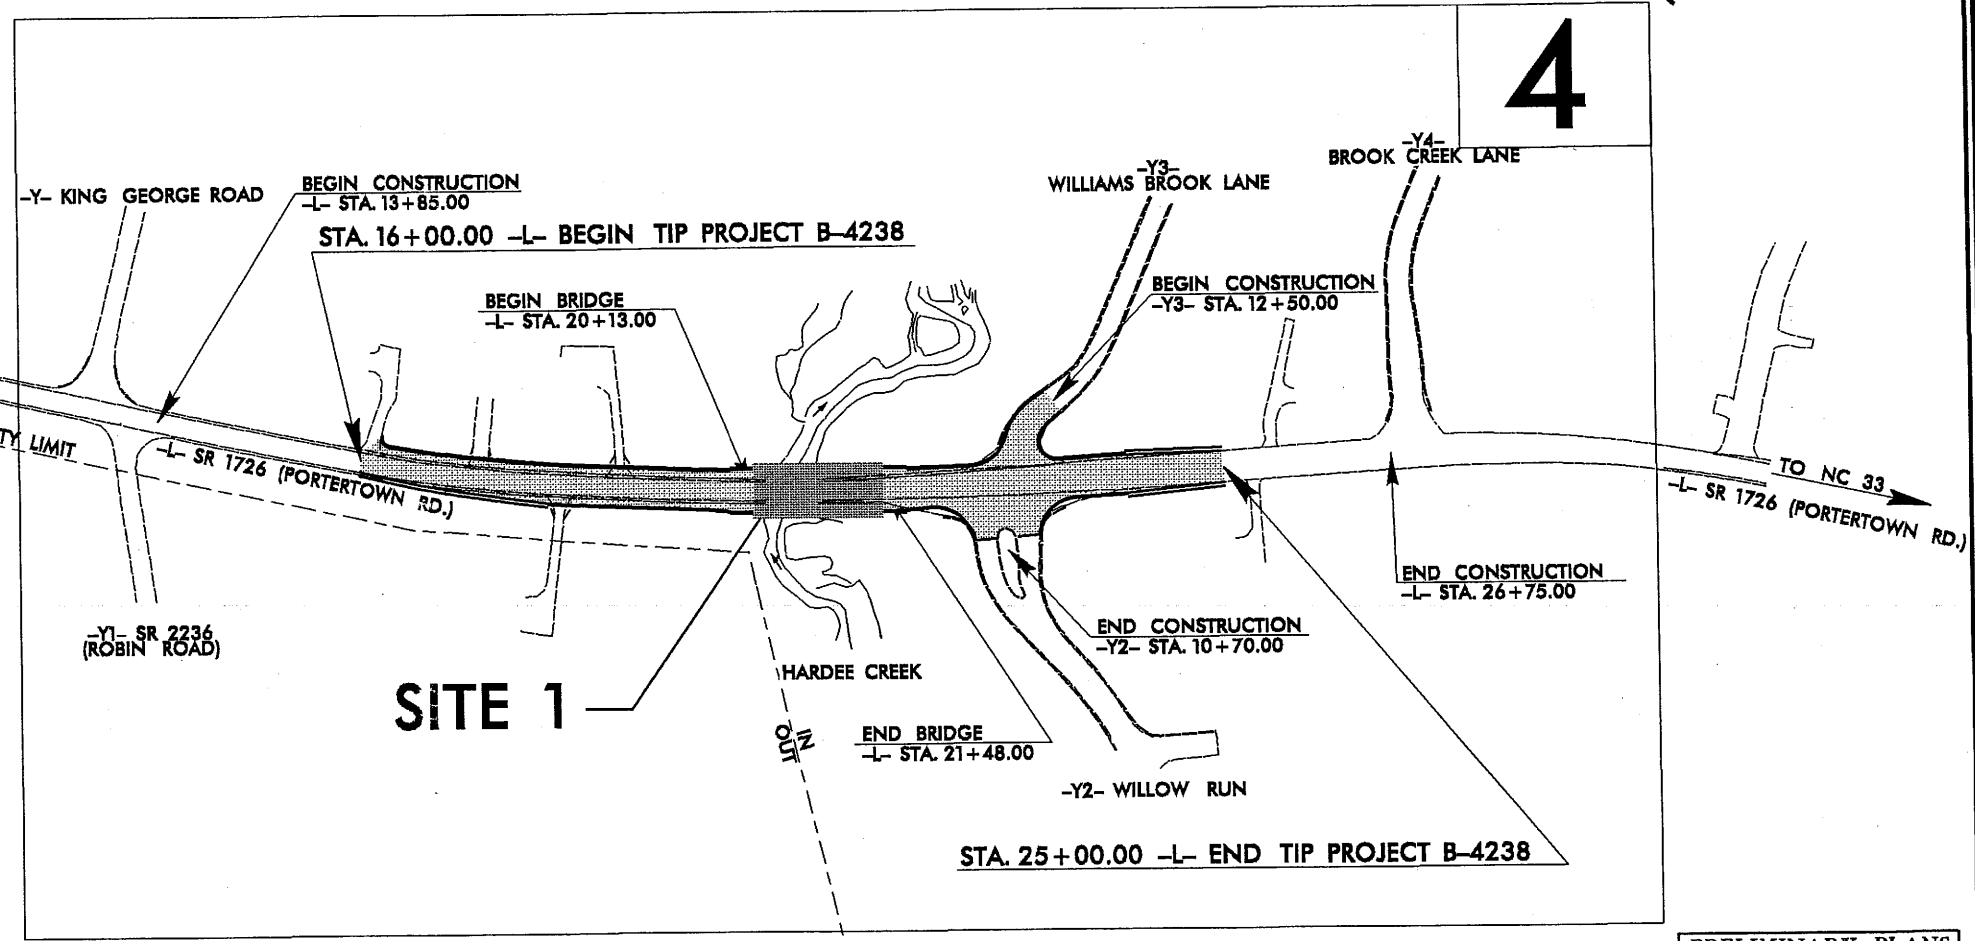 4
-Y4-
BROOK CREEK LANE
-Y3-
WILLIAMS BROOK LANE
-Y- KING GEORGE ROAD
BEGIN CONSTRUCTION
-L- STA. 13+85.00
STA. 16+00.00 -L- BEGIN TIP PROJECT B-4238
BEGIN BRIDGE
-L- STA. 20+13.00
BEGIN CONSTRUCTION
-Y3- STA. 12+50.00
TY LIMIT
-L- SR 1726 (PORTERTOWN RD.)
TO NC 33
-L- SR 1726 (PORTERTOWN RD.)
END CONSTRUCTION
-L- STA. 26+75.00
-Y1- SR 2236
(ROBIN ROAD)
END CONSTRUCTION
-Y2- STA. 10+70.00
HARDEE CREEK
SITE 1
IN
OUT
END BRIDGE
-L- STA. 21+48.00
-Y2- WILLOW RUN
STA. 25+00.00 -L- END TIP PROJECT B-4238
PRELIMINARY PLANS